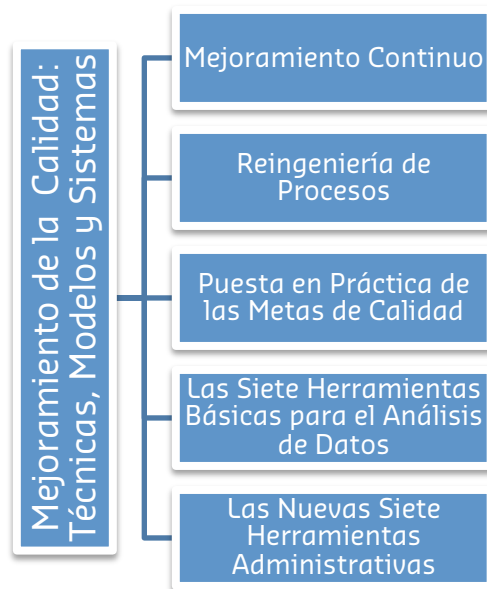 Mejoramiento de la Calidad:
Técnicas, Modelos y Sistemas
Mejoramiento Continuo
Reingeniería de
Procesos
Puesta en Práctica de
las Metas de Calidad
Las Siete Herramientas
Básicas para el Análisis
de Datos
Las Nuevas Siete
Herramientas
Administrativas